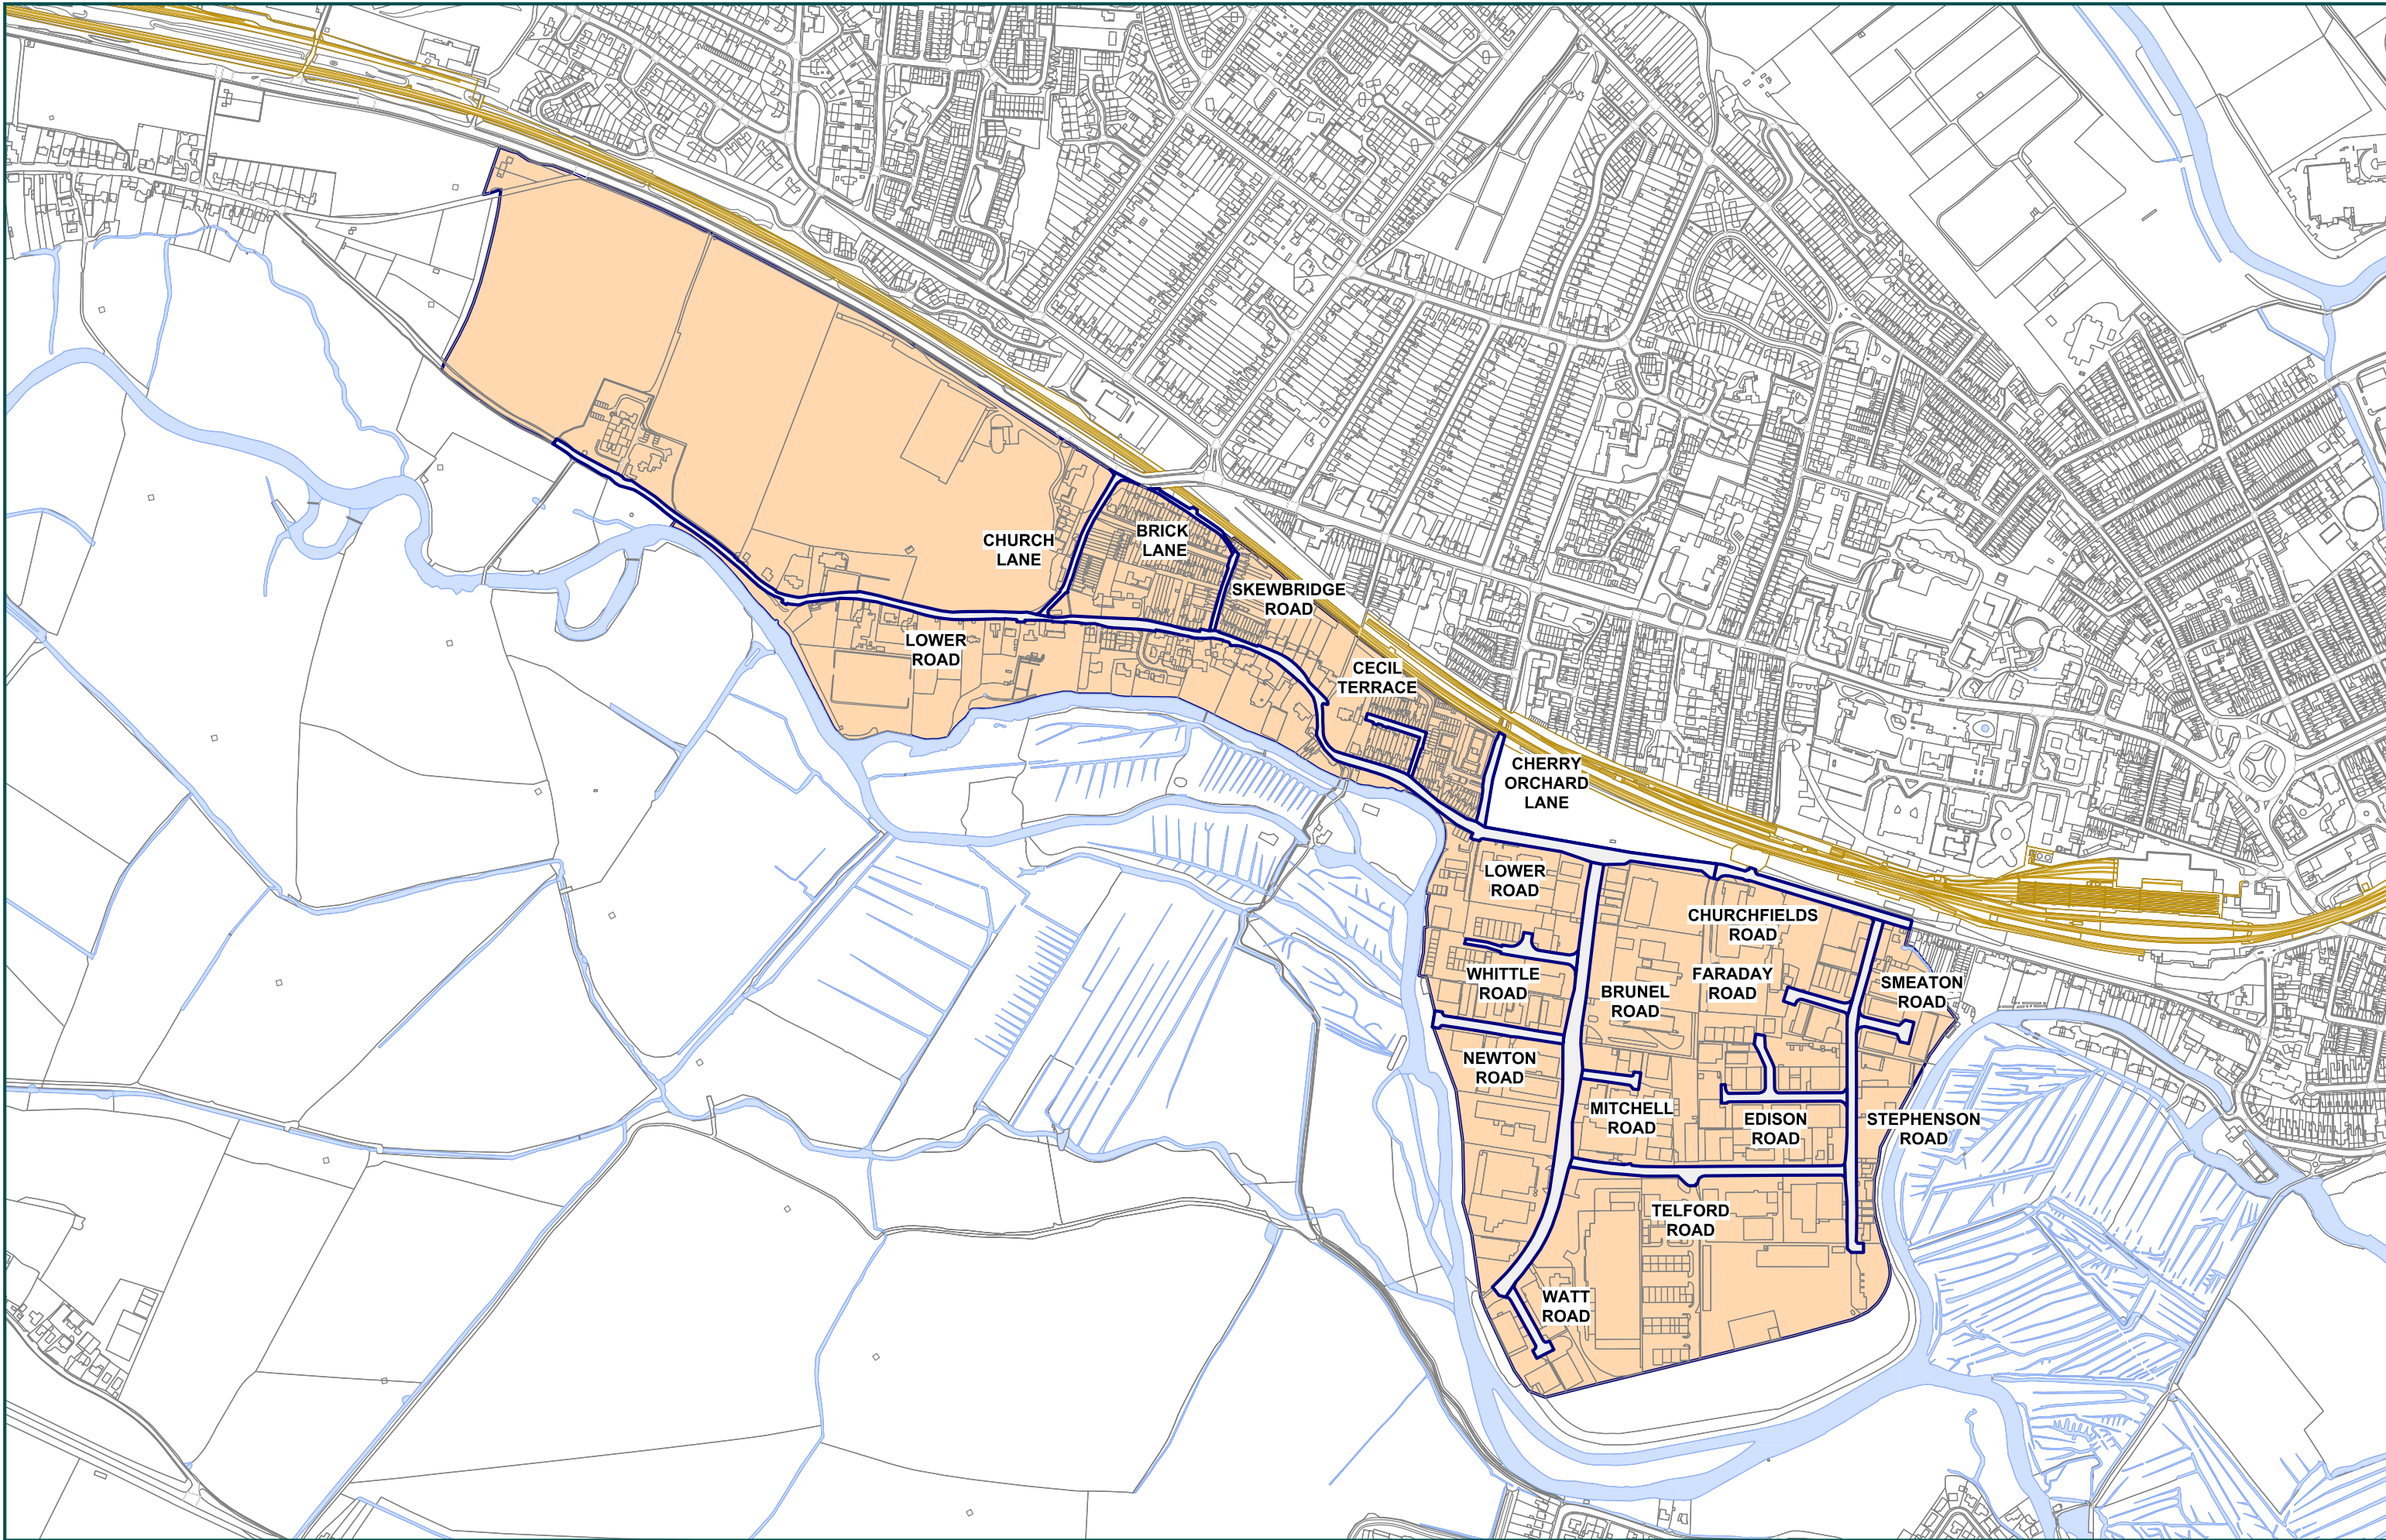 CHURCH
LANE
BRICK
LANE
SKEWBRIDGE
ROAD
LOWER
ROAD
CECIL
TERRACE
CHERRY
ORCHARD
LANE
LOWER
ROAD
CHURCHFIELDS
ROAD
WHITTLE
ROAD
BRUNEL
ROAD
FARADAY
ROAD
SMEATON
ROAD
NEWTON
ROAD
MITCHELL
ROAD
EDISON
ROAD
STEPHENSON
ROAD
TELFORD
ROAD
WATT
ROAD